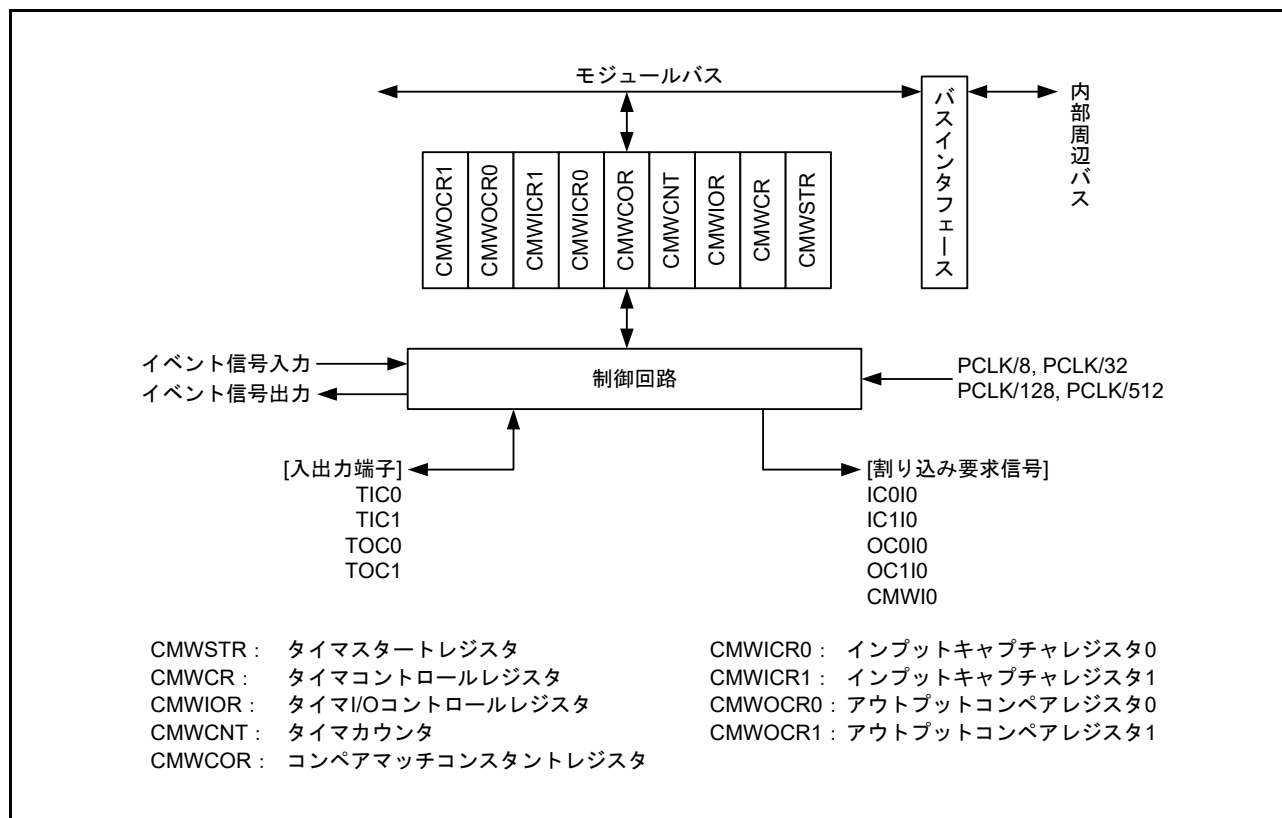 モジュールバス
バスインタフェース
内部周辺バス
CMWOCR1
CMWOCR0
CMWICR1
CMWICR0
CMWCOR
CMWCNT
CMWIOR
CMWCR
CMWSTR
イベント信号入力
イベント信号出力
制御回路
PCLK/8, PCLK/32
PCLK/128, PCLK/512
[入出力端子]
TIC0
TIC1
TOC0
TOC1
[割り込み要求信号]
IC0I0
IC1I0
OC0I0
OC1I0
CMWI0
CMWSTR : タイマスタートレジスタ
CMWCR : タイマコントロールレジスタ
CMWIOR : タイマI/Oコントロールレジスタ
CMWCNT : タイマカウンタ
CMWCOR : コンペアマッチコンスタントレジスタ
CMWICR0 : インプットキャプチャレジスタ0
CMWICR1 : インプットキャプチャレジスタ1
CMWOCR0 : アウトプットコンペアレジスタ0
CMWOCR1 : アウトプットコンペアレジスタ1